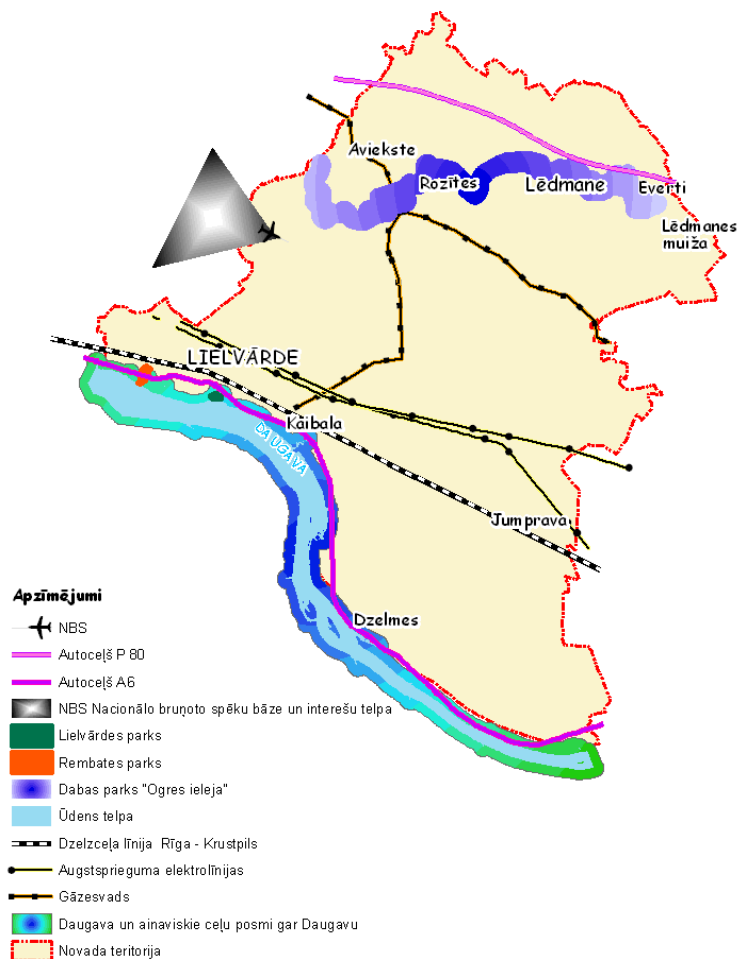 Aviekste
Rozītes
Lēdmane
Everti
Lēdmanes
muiža
LIELVĀRDE
Kaibala
DAUGAVA
Jumprava
Dzelmes
Apzīmējumi
NBS
Autoceļš P 80
Autoceļš A6
NBS Nacionālo bruņoto spēku bāze un interešu telpa
Lielvārdes parks
Rembates parks
Dabas parks "Ogres ieleja"
Ūdens telpa
Dzelzceļa līnija Rīga - Krustpils
Augstsprieguma elektrolīnijas
Gāzesvads
Daugava un ainaviskie ceļu posmi gar Daugavu
Novada teritorija